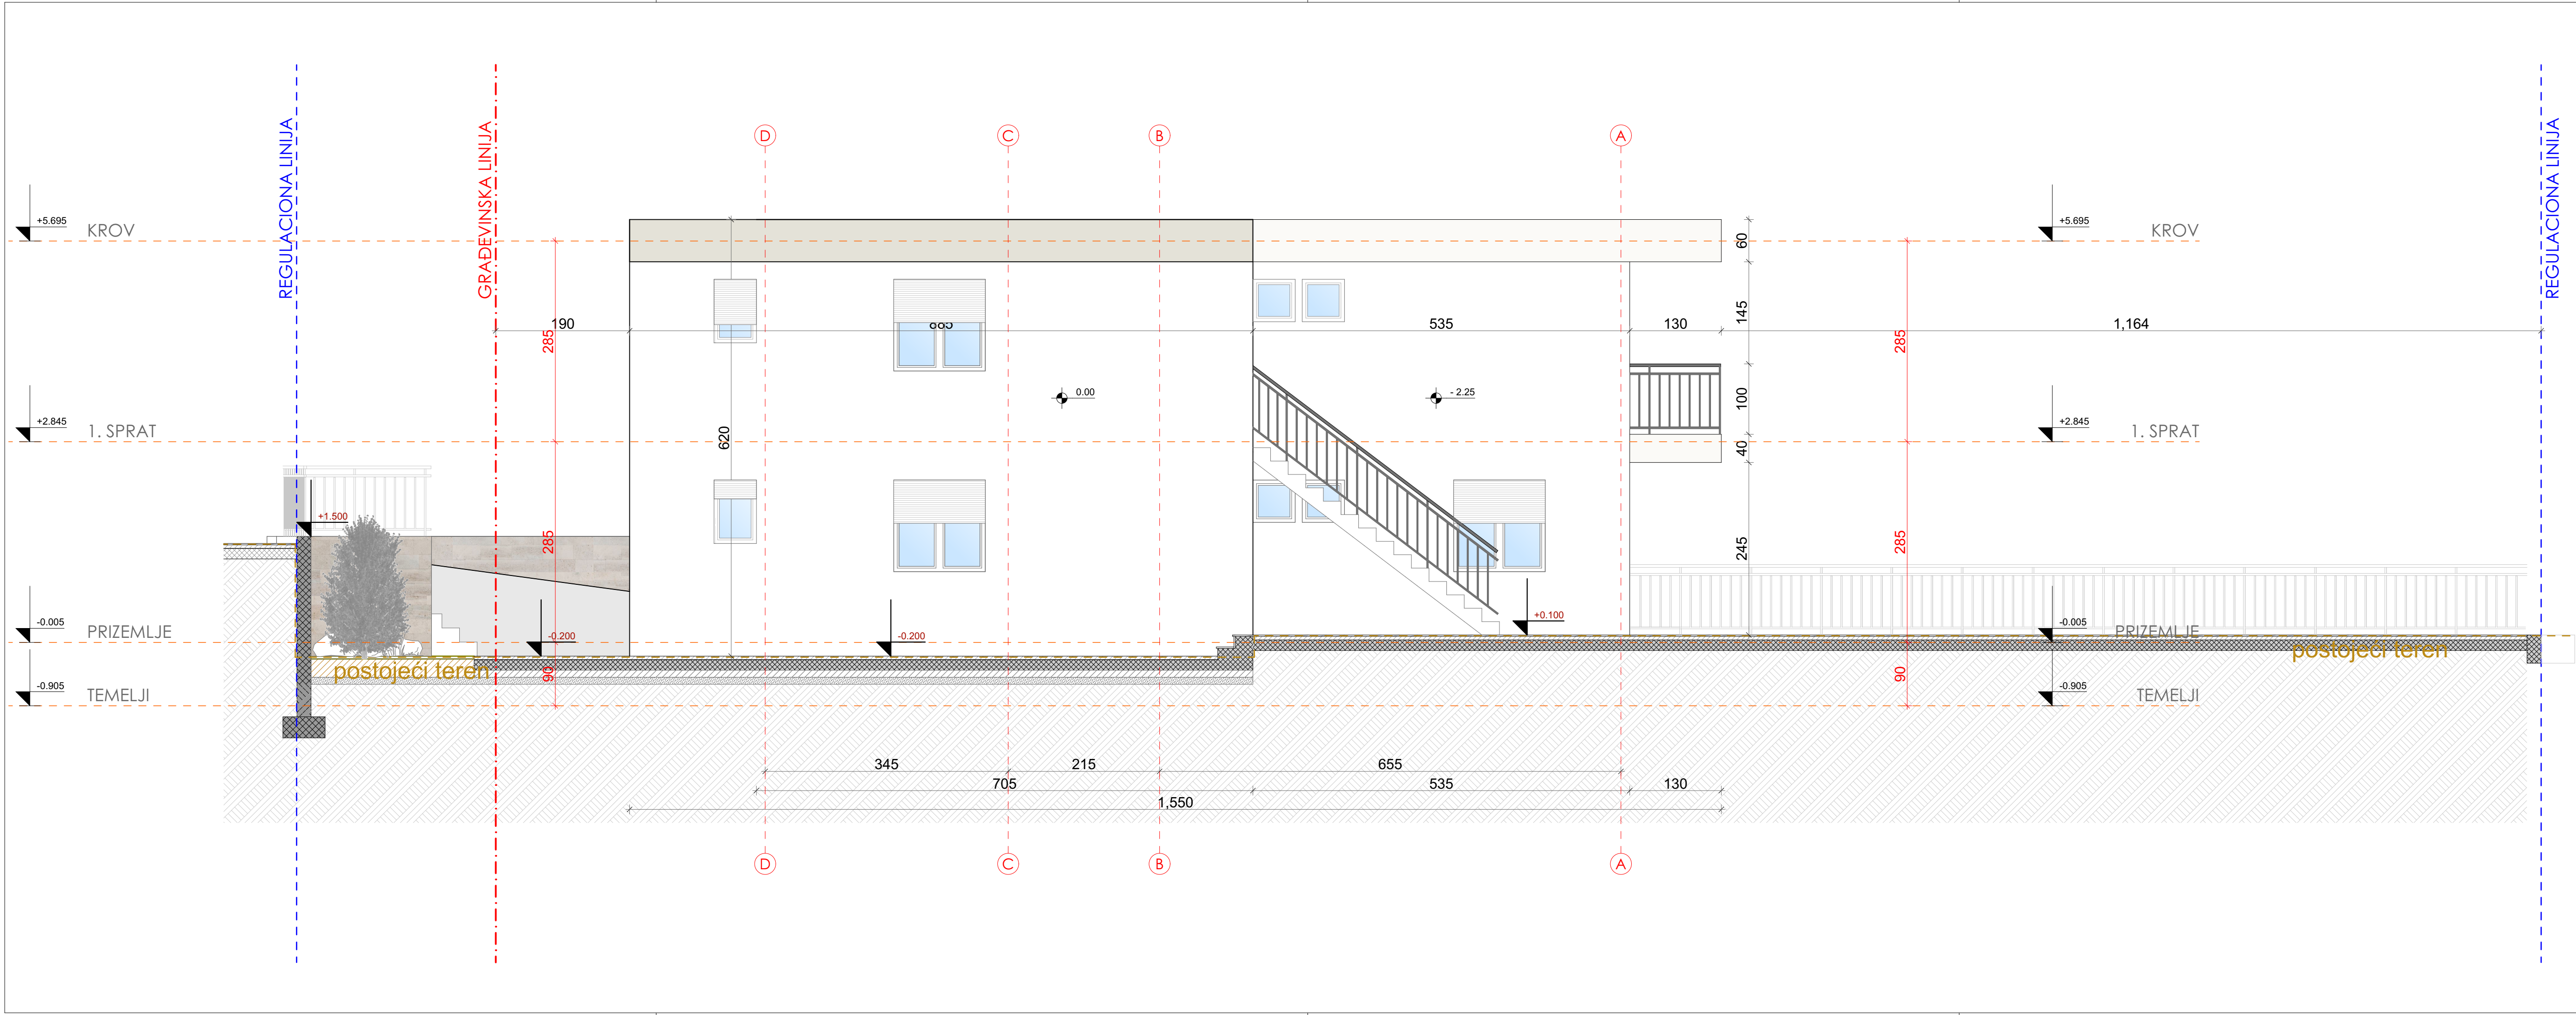 REGULACIONA LINIJA
GRAĐEVINSKA LINIJA
REGULACIONA LINIJA
D
C
B
A
+5.695
KROV
+5.695
KROV
60
190
885
535
130
1,164
145
285
285
0.00
- 2.25
100
+2.845
1. SPRAT
+2.845
1. SPRAT
620
40
+1.500
285
285
245
+0.100
-0.005
PRIZEMLJE
-0.200
-0.200
-0.005
PRIZEMLJE
postojeći teren
postojeći teren
90
90
-0.905
TEMELJI
-0.905
TEMELJI
345
215
655
705
535
130
1,550
D
C
B
A